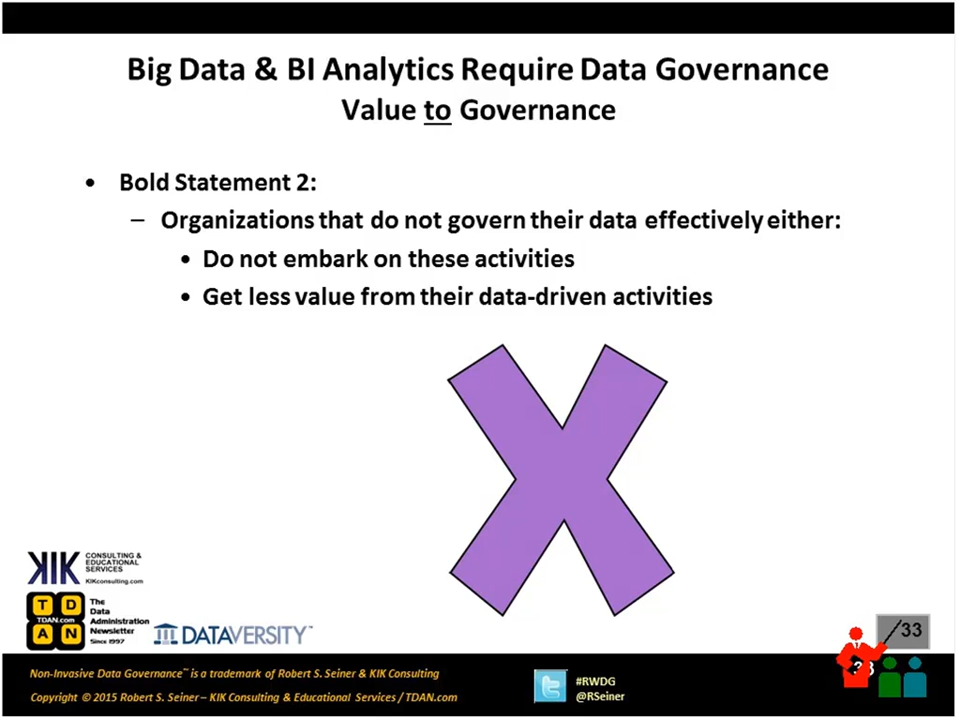 Big Data & BI Analytics Require Data Governance
Value to Governance
• Bold Statement 2:
– Organizations that do not govern their data effectively either:
• Do not embark on these activities
• Get less value from their data-driven activities
KIK CONSULTING & EDUCATIONAL SERVICES
KIKconsulting.com
T D
TDAN.com
A N
The
Data
Administration
Newsletter
Since 1997
DATAVERSITY™
/33
Non-Invasive Data Governance™ is a trademark of Robert S. Seiner & KIK Consulting
Copyright © 2015 Robert S. Seiner – KIK Consulting & Educational Services / TDAN.com
#RWDG
@RSeiner